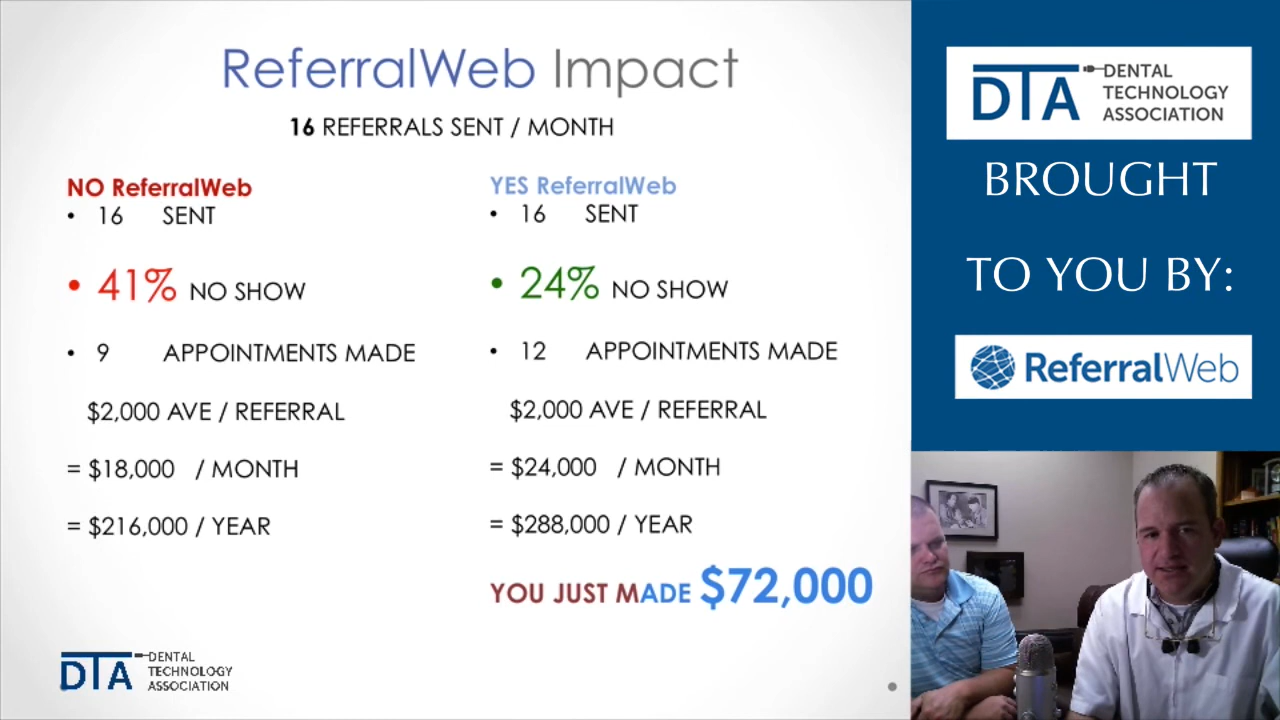 ReferralWeb Impact
16 REFERRALS SENT / MONTH
NO ReferralWeb
• 16 SENT
• 41% NO SHOW
• 9 APPOINTMENTS MADE
$2,000 AVE / REFERRAL
= $18,000 / MONTH
= $216,000 / YEAR
YES ReferralWeb
• 16 SENT
• 24% NO SHOW
• 12 APPOINTMENTS MADE
$2,000 AVE / REFERRAL
= $24,000 / MONTH
= $288,000 / YEAR
YOU JUST MADE $72,000
DTA DENTAL
TECHNOLOGY
ASSOCIATION
DTA DENTAL
TECHNOLOGY
ASSOCIATION
BROUGHT
TO YOU BY:
ReferralWeb